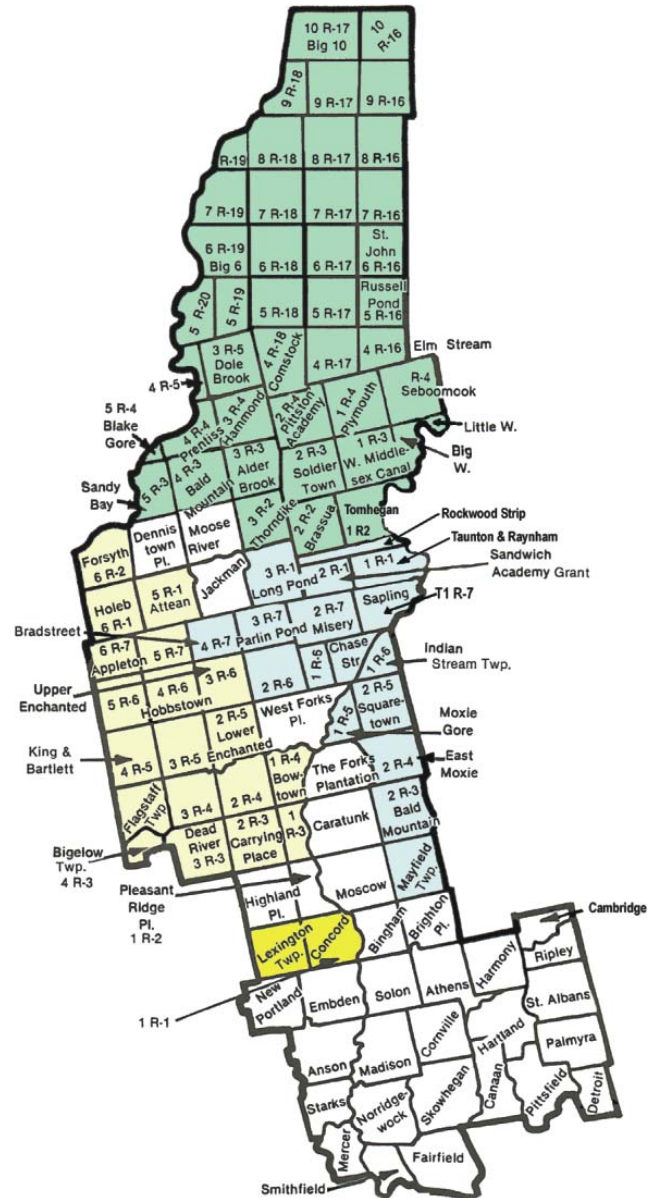 10 R-17
Big 10
10
R-16
9 R-18
9 R-17
9 R-16
R-19
8 R-18
8 R-17
8 R-16
7 R-19
7 R-18
7 R-17
7 R-16
6 R-19
Big 6
6 R-18
6 R-17
St.
John
6 R-16
5 R-20
5 R-19
5 R-18
5 R-17
Russell
Pond
5 R-16
4 R-5
3 R-5
Dole
Brook
4 R-18
Comstock
4 R-17
4 R-16
Elm Stream
5 R-4
Blake
Gore
4 R-4
Prentiss
3 R-4
Hammond
2 R-4
Pittston
Academy
1 R-4
Plymouth
R-4
Seboomcook
Little W.
Sandy
Bay
5 R-3
4 R-3
Bald
Mountain
3 R-3
Alder
Brook
2 R-3
Soldier
Town
1 R-3
W. Middle-
sex Canal
Big
W.
Dennis
town
Pl.
Moose
River
3 R-2
Thorndike
2 R-2
Brassua
Tomhegan
1 R2
Rockwood Strip
Forsyth
6 R-2
Jackman
3 R-1
Long Pond
2 R-1
1 R-1
Taunton & Raynham
Sandwich
Academy Grant
Holeb
6 R-1
5 R-1
Attean
Bradstreet
4 R-7
3 R-7
Parlin Pond
2 R-7
Misery
Sapling
T1 R-7
6 R-7
Appleton
5 R-7
Upper
Enchanted
5 R-6
4 R-6
Hobbstown
3 R-6
2 R-6
1 R-6
Chase
Str.
1 R-6
Indian
Stream Twp.
King &
Bartlett
4 R-5
3 R-5
2 R-5
Lower
Enchanted
West Forks
Pl.
1 R-5
2 R-5
Square-
town
Moxie
Gore
Flagstaff
Twp
3 R-4
2 R-4
1 R-4
Bow-
town
The Forks
Plantation
2 R-4
East
Moxie
Bigelow
Twp.
4 R-3
Dead
River
3 R-3
2 R-3
Carrying
Place
1
R-3
Caratunk
2 R-3
Bald
Mountain
Pleasant
Ridge
Pl.
1 R-2
Highland
Pl.
Moscow
Mayfield
Twp.
Lexington
Twp.
Concord
Bingham
Brighton
Pl.
Cambridge
1 R-1
New
Portland
Embden
Solon
Athens
Harmony
Ripley
Anson
Madison
Cornville
Hartland
St. Albans
Palmyra
Starks
Norridge-
wock
Skowhegan
Canaan
Pittsfield
Detroit
Mercer
Smithfield
Fairfield